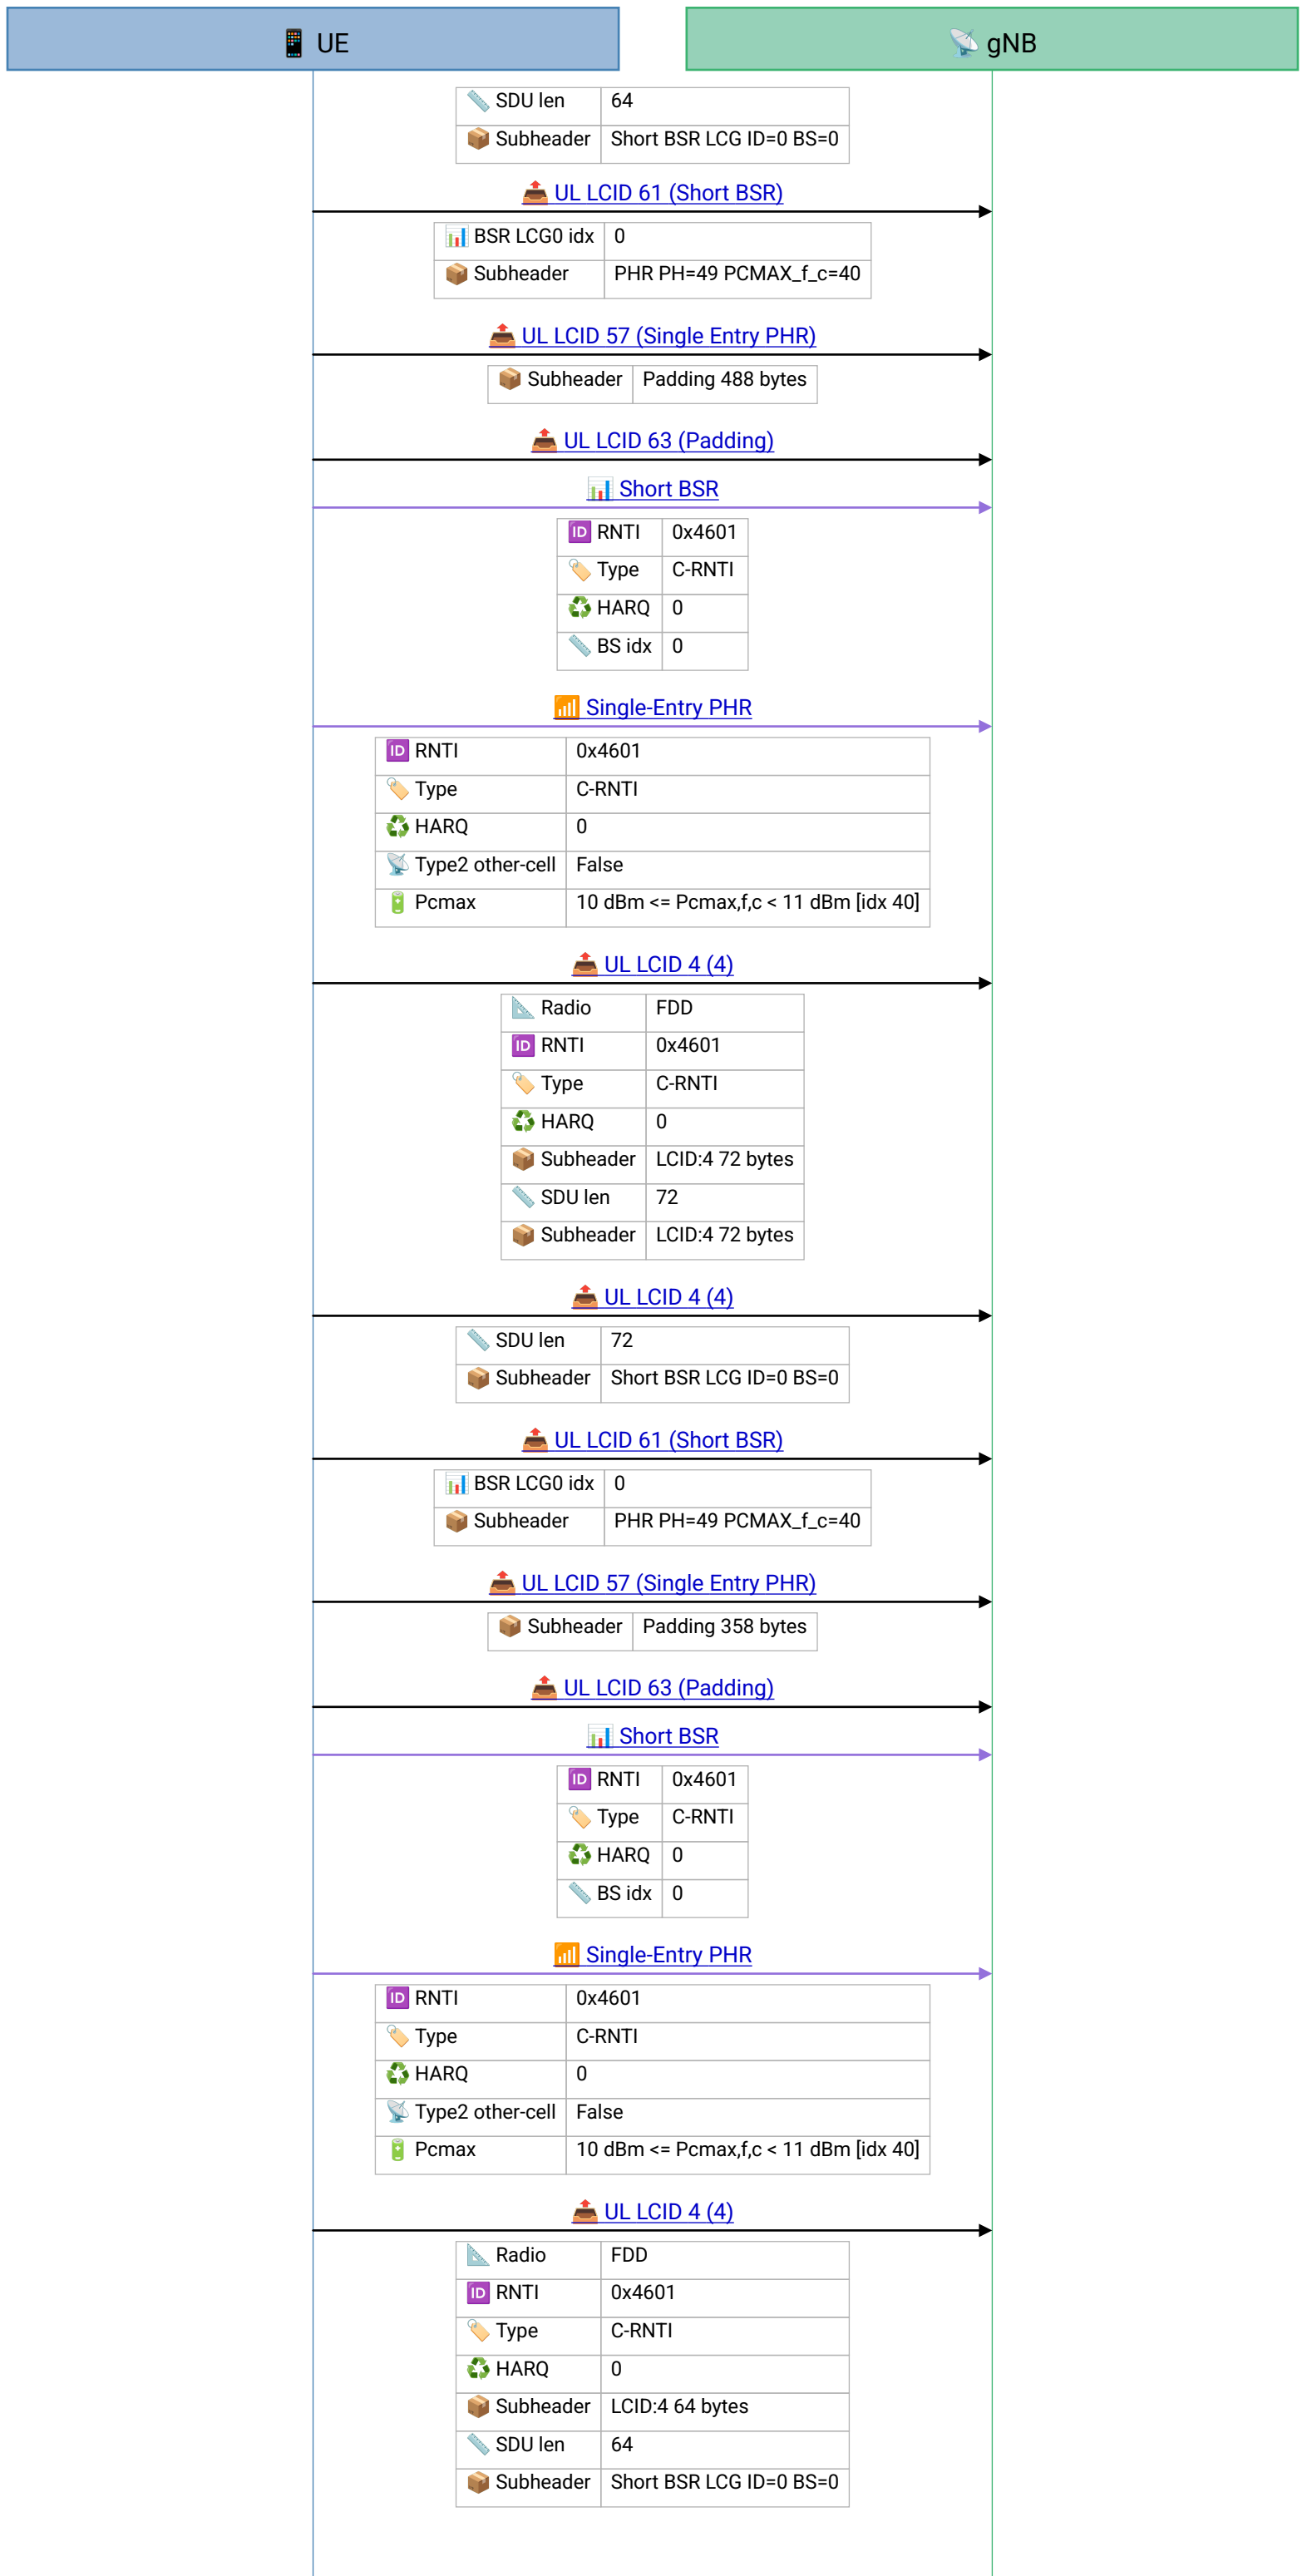 UE
gNB
SDU len 64
Subheader Short BSR LCG ID=0 BS=0
UL LCID 61 (Short BSR)
BSR LCG0 idx 0
Subheader PHR PH=49 PCMAX_f_c=40
UL LCID 57 (Single Entry PHR)
Subheader Padding 488 bytes
UL LCID 63 (Padding)
Short BSR
ID RNTI 0x4601
Type C-RNTI
HARQ 0
BS idx 0
Single-Entry PHR
ID RNTI 0x4601
Type C-RNTI
HARQ 0
Type2 other-cell False
Pcmax 10 dBm <= Pcmax,f,c < 11 dBm [idx 40]
UL LCID 4 (4)
Radio FDD
ID RNTI 0x4601
Type C-RNTI
HARQ 0
Subheader LCID:4 72 bytes
SDU len 72
Subheader LCID:4 72 bytes
UL LCID 4 (4)
SDU len 72
Subheader Short BSR LCG ID=0 BS=0
UL LCID 61 (Short BSR)
BSR LCG0 idx 0
Subheader PHR PH=49 PCMAX_f_c=40
UL LCID 57 (Single Entry PHR)
Subheader Padding 358 bytes
UL LCID 63 (Padding)
Short BSR
ID RNTI 0x4601
Type C-RNTI
HARQ 0
BS idx 0
Single-Entry PHR
ID RNTI 0x4601
Type C-RNTI
HARQ 0
Type2 other-cell False
Pcmax 10 dBm <= Pcmax,f,c < 11 dBm [idx 40]
UL LCID 4 (4)
Radio FDD
ID RNTI 0x4601
Type C-RNTI
HARQ 0
Subheader LCID:4 64 bytes
SDU len 64
Subheader Short BSR LCG ID=0 BS=0